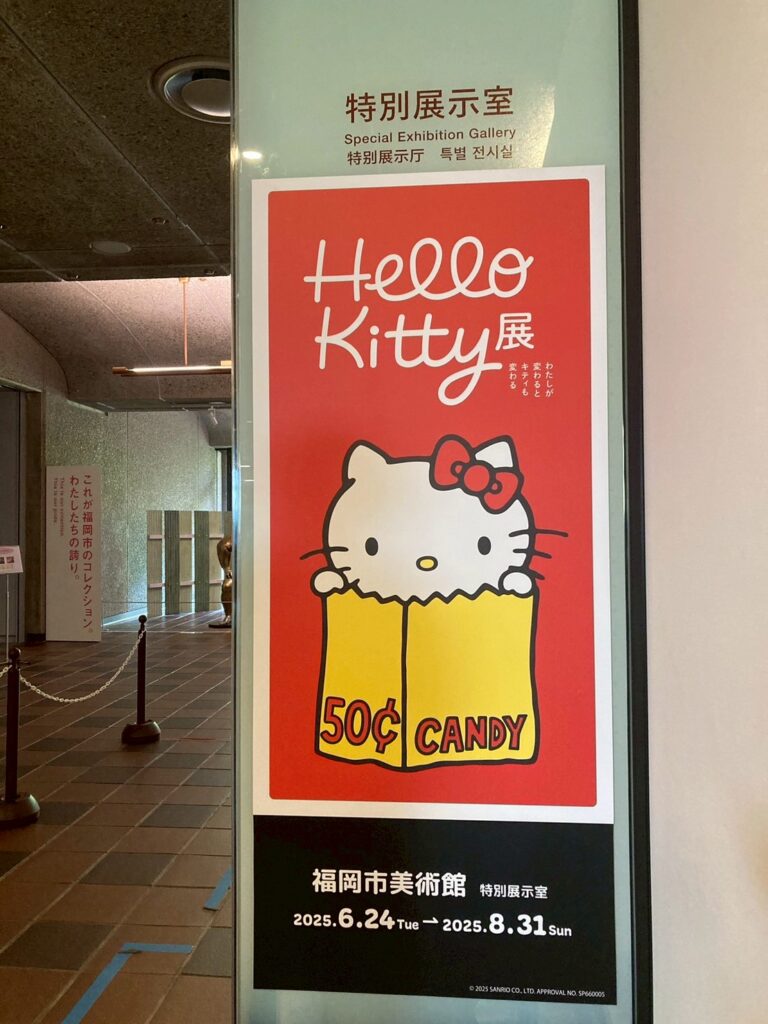 特別展示室
Special Exhibition Gallery
特別展示厅 특별 전시실
Hello
Kitty展
わたしが
変わると
キティも
変わる
50¢ CANDY
福岡市美術館 特別展示室
2025.6.24 Tue → 2025.8.31 Sun
© 2025 SANRIO CO., LTD. APPROVAL NO. SP660005
これが福岡市のコレクション。
わたしたちの誇り。